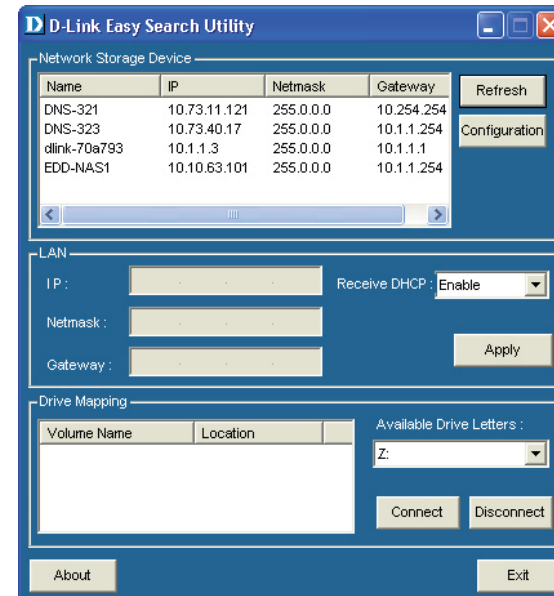 D-Link Easy Search Utility
Network Storage Device
Name IP Netmask Gateway
DNS-321 10.73.11.121 255.0.0.0 10.254.254
DNS-323 10.73.40.17 255.0.0.0 10.1.1.254
dlink-70a793 10.1.1.3 255.0.0.0 10.1.1.1
EDD-NAS1 10.10.63.101 255.0.0.0 10.1.1.254
Refresh
Configuration
LAN
IP :
Receive DHCP : Enable
Netmask :
Gateway :
Apply
Drive Mapping
Volume Name Location
Available Drive Letters :
Z:
Connect Disconnect
About Exit